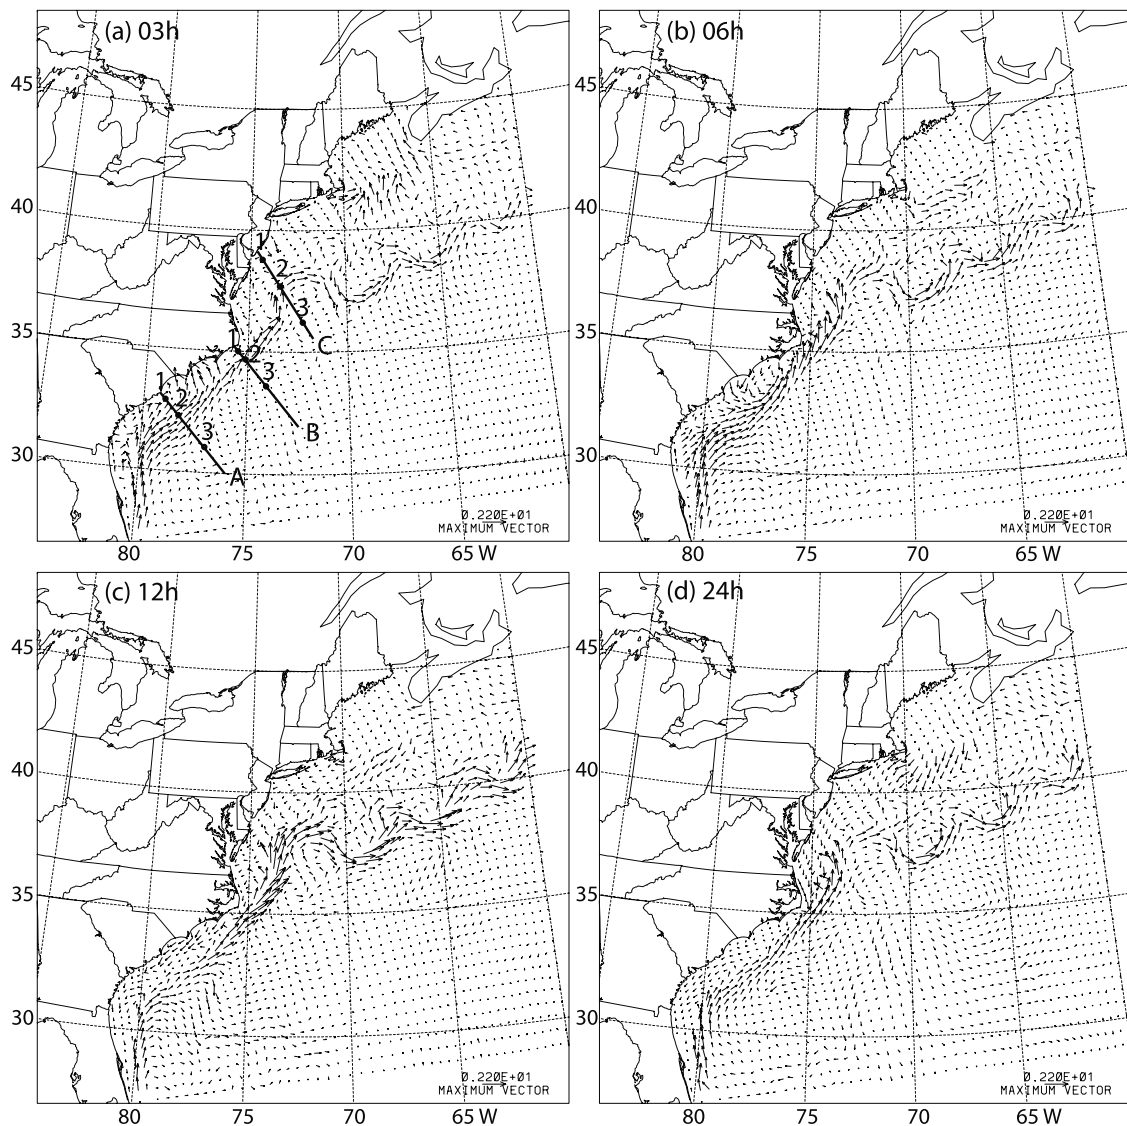 (a) 03h
45
40
35
30
1
2
3
C
1
2
3
B
1
2
3
A
0.220E+01
MAXIMUM VECTOR
80 75 70 65 W
(b) 06h
45
40
35
30
0.220E+01
MAXIMUM VECTOR
80 75 70 65 W
(c) 12h
45
40
35
30
0.220E+01
MAXIMUM VECTOR
80 75 70 65 W
(d) 24h
45
40
35
30
0.220E+01
MAXIMUM VECTOR
80 75 70 65 W